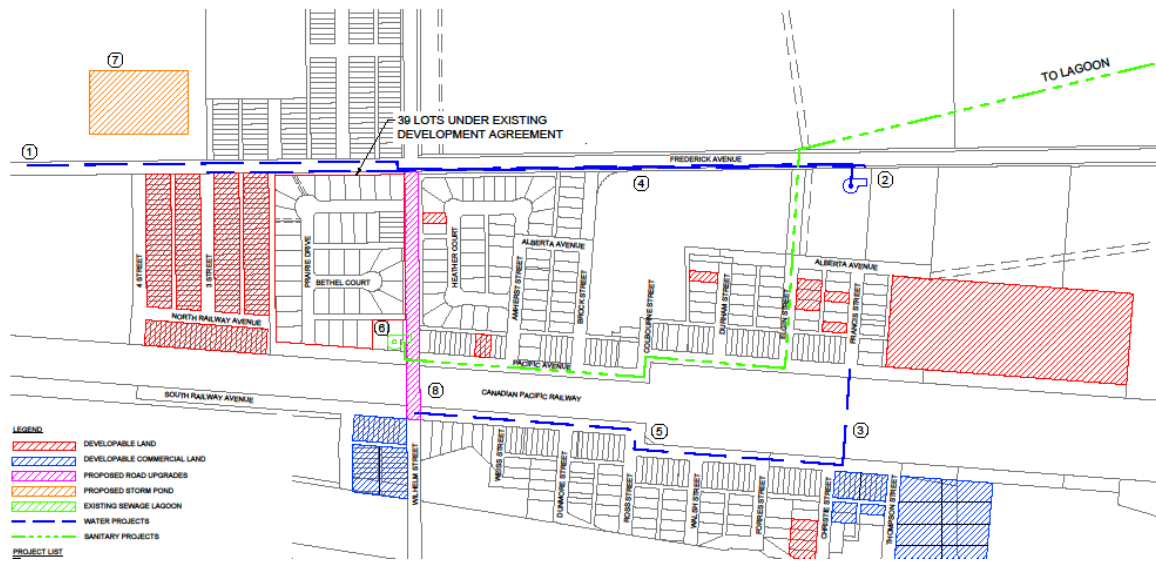 7
TO LAGOON
39 LOTS UNDER EXISTING
DEVELOPMENT AGREEMENT
1
FREDERICK AVENUE
2
4
4 STREET
3 STREET
PRAIRIE DRIVE
BETHEL COURT
HEATHER COURT
ALBERTA AVENUE
AMHERST STREET
BROCK STREET
COLBOURNE STREET
DURHAM STREET
ELGIN STREET
ALBERTA AVENUE
FRANCIS STREET
NORTH RAILWAY AVENUE
6
PACIFIC AVENUE
8
CANADIAN PACIFIC RAILWAY
SOUTH RAILWAY AVENUE
5
3
WILHELM STREET
WEISS STREET
DUNMORE STREET
ROSS STREET
WALSH STREET
FORRES STREET
CHRISTIE STREET
THOMPSON STREET
LEGEND
DEVELOPABLE LAND
DEVELOPABLE COMMERCIAL LAND
PROPOSED ROAD UPGRADES
PROPOSED STORM POND
EXISTING SEWAGE LAGOON
WATER PROJECTS
SANITARY PROJECTS
PROJECT LIST